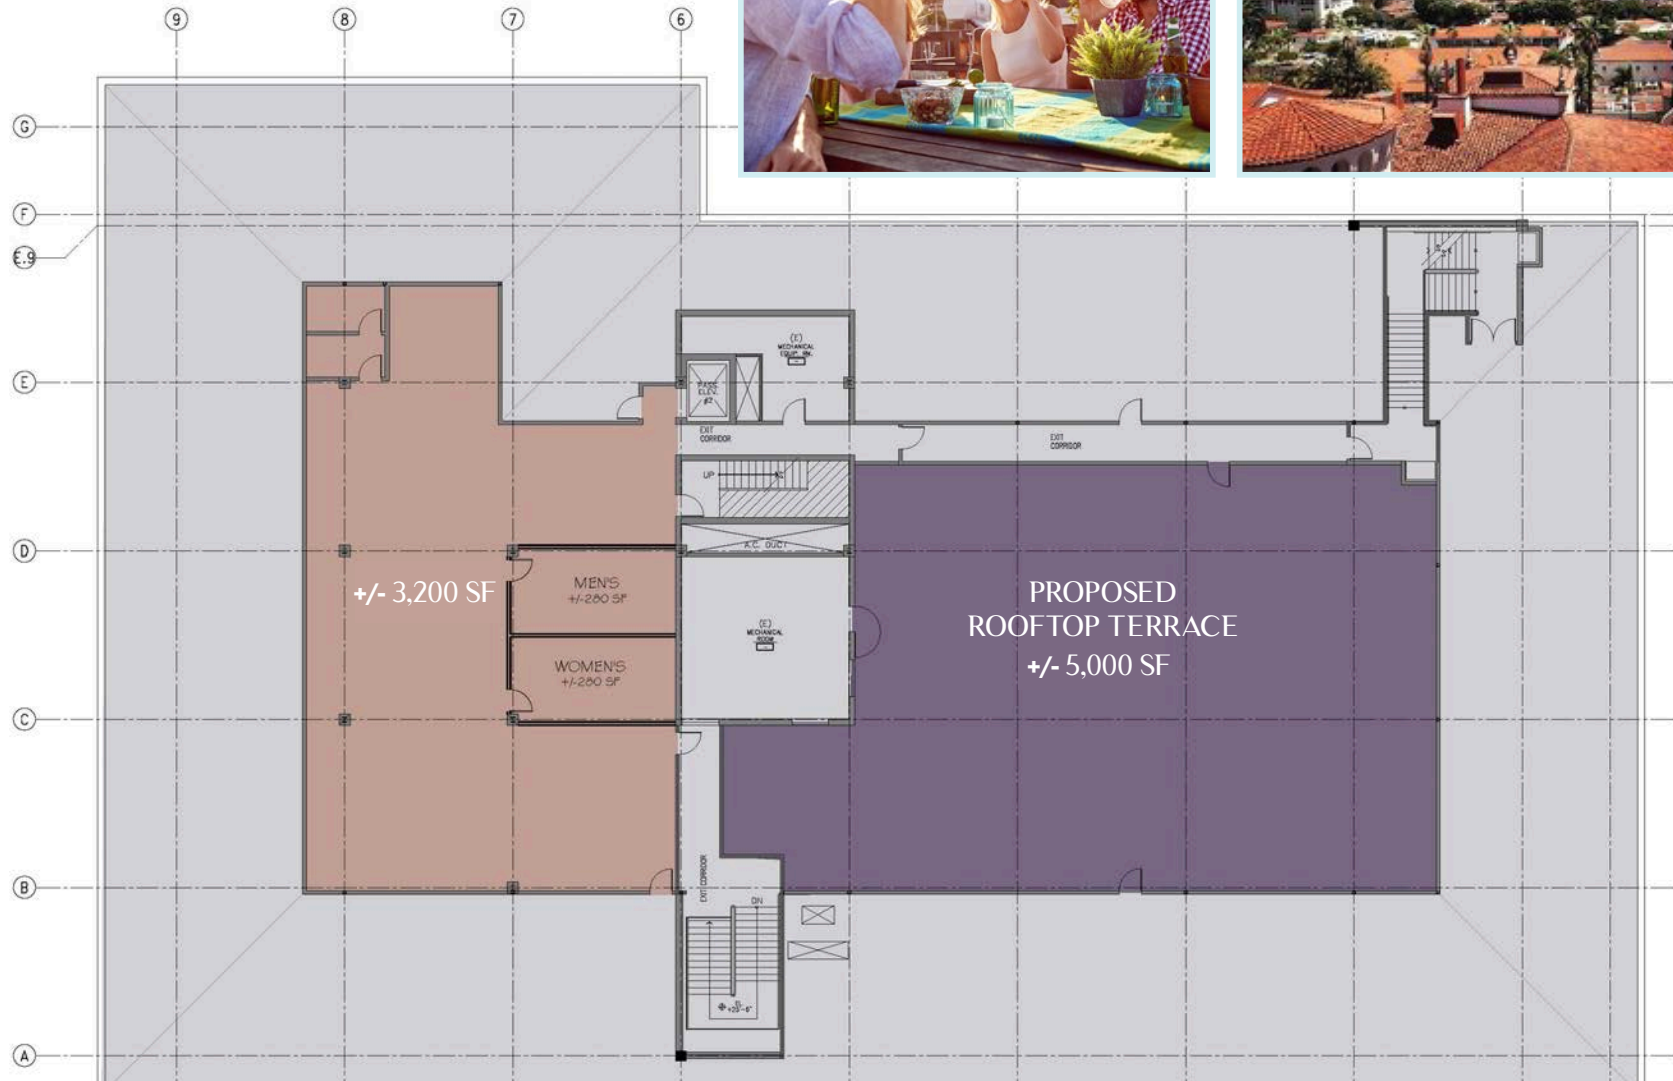 9
8
7
6
G
F
E.9
E
D
C
B
A
(E)
MECHANICAL
EQUIP. RM.
PASS.
ELEV.
#2
EXIT
CORRIDOR
EXIT
CORRIDOR
UP
A.C. DUCT
+/- 3,200 SF
MEN'S
+/-280 SF
WOMEN'S
+/-280 SF
(E)
MECHANICAL
ROOM
PROPOSED
ROOFTOP TERRACE
+/- 5,000 SF
EXIT CORRIDOR
DN